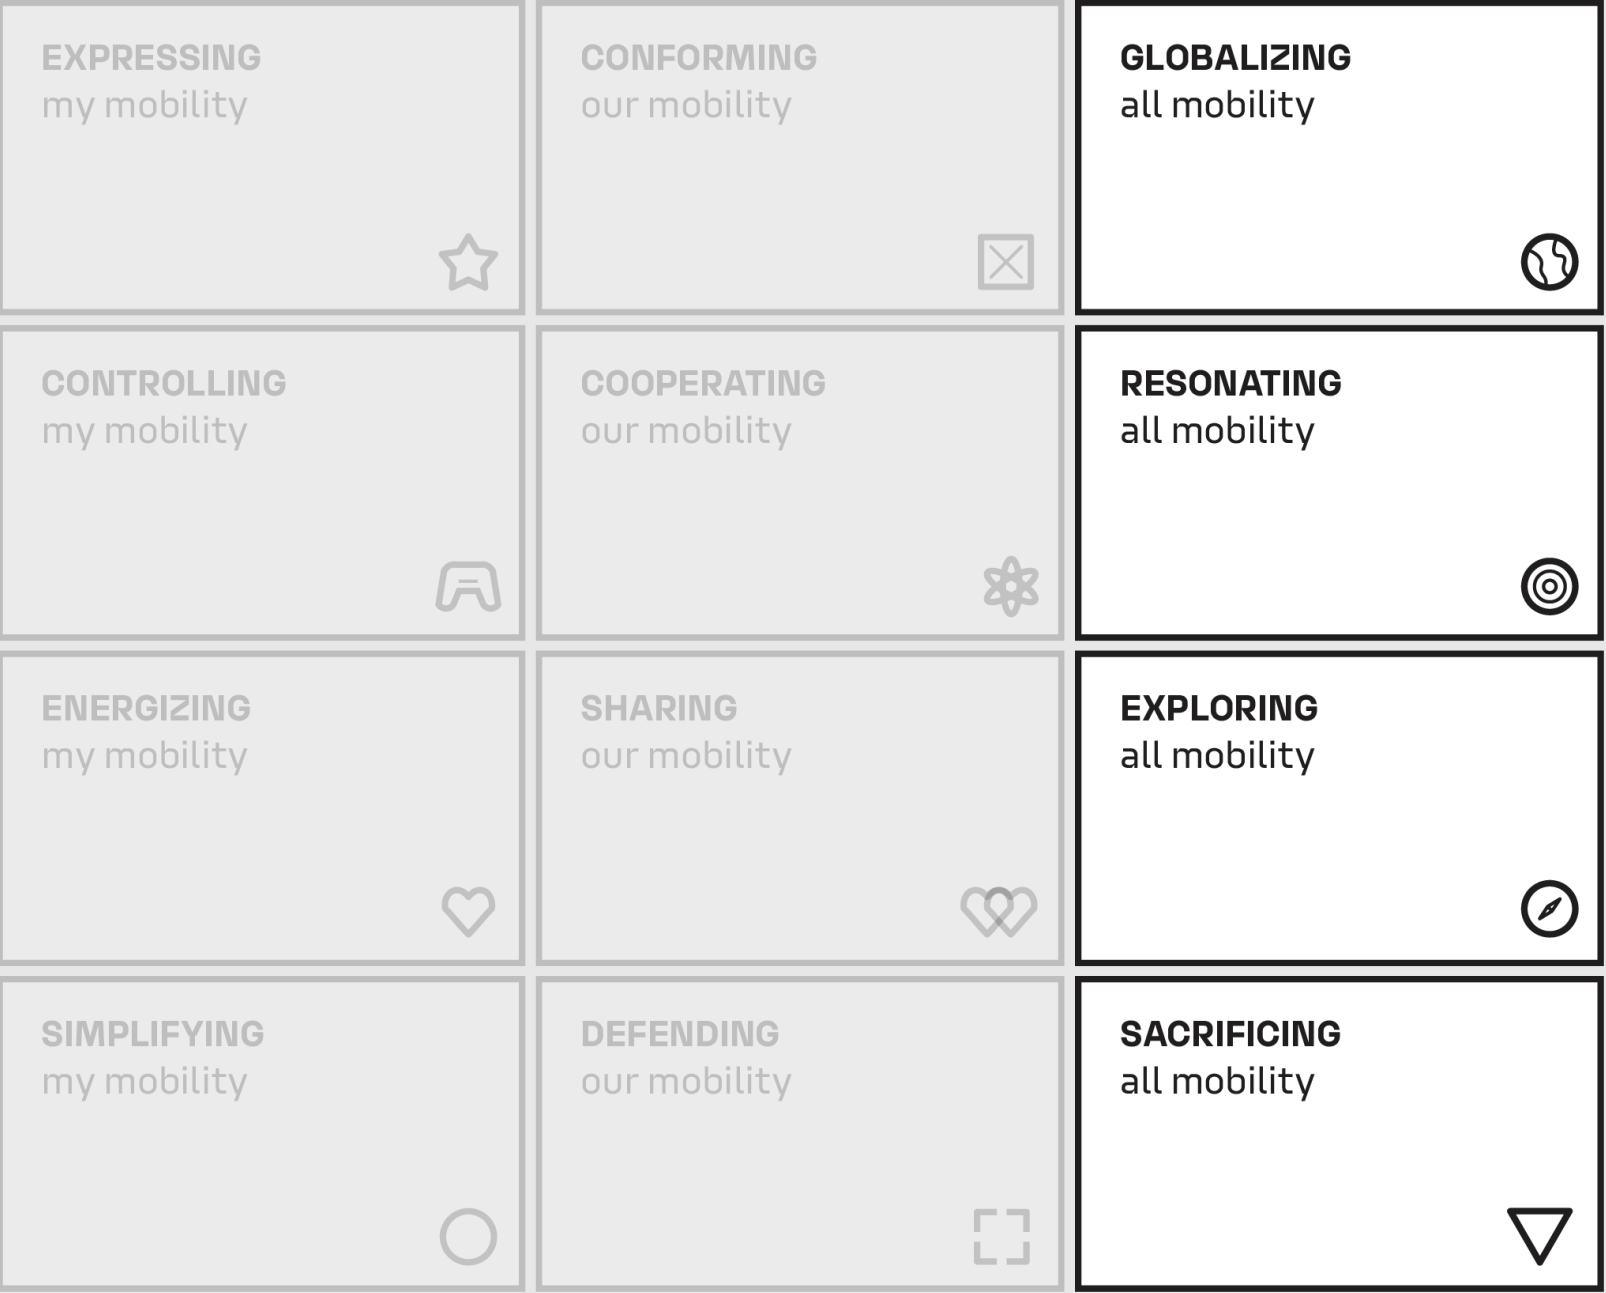 EXPRESSING
my mobility
CONFORMING
our mobility
GLOBALIZING
all mobility
CONTROLLING
my mobility
COOPERATING
our mobility
RESONATING
all mobility
ENERGIZING
my mobility
SHARING
our mobility
EXPLORING
all mobility
SIMPLIFYING
my mobility
DEFENDING
our mobility
SACRIFICING
all mobility